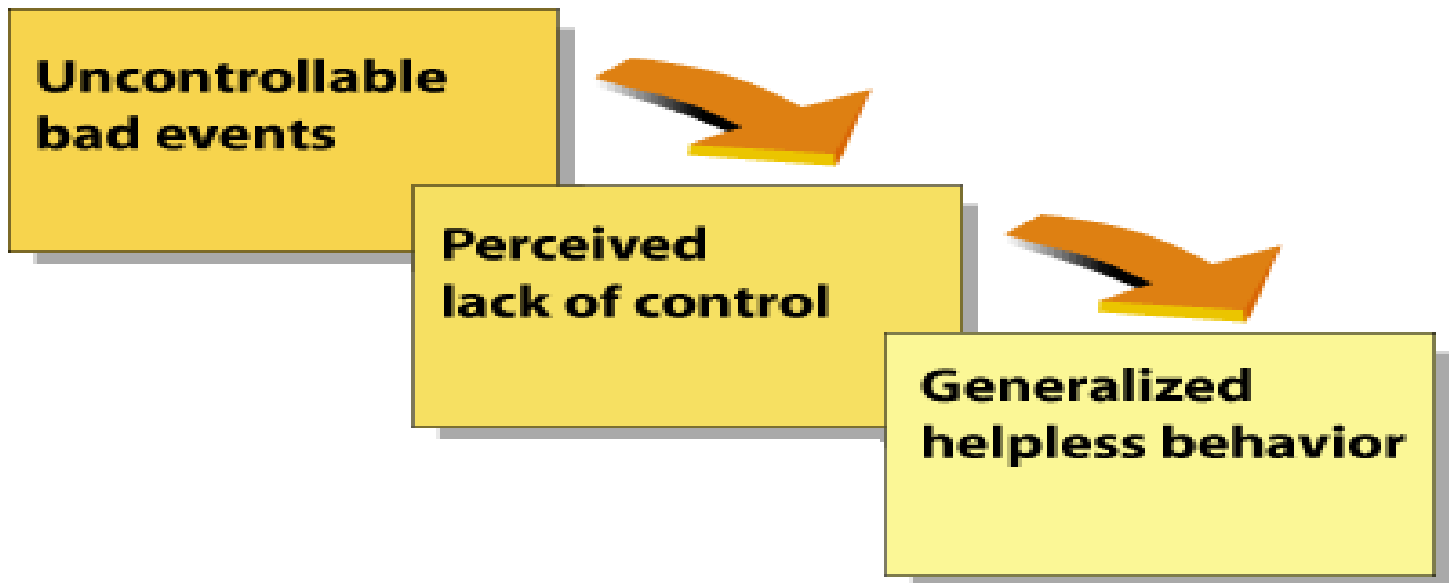 Uncontrollable
bad events
Perceived
lack of control
Generalized
helpless behavior